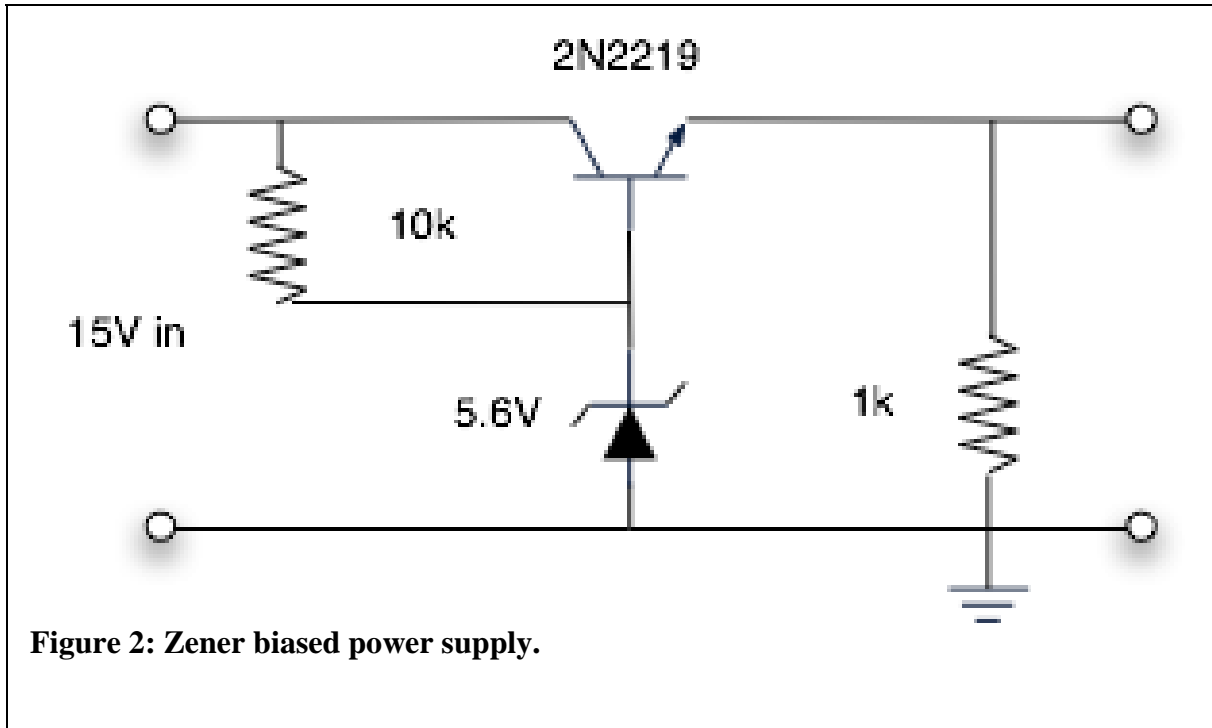 2N2219
10k
15V in
5.6V
1k
Figure 2: Zener biased power supply.